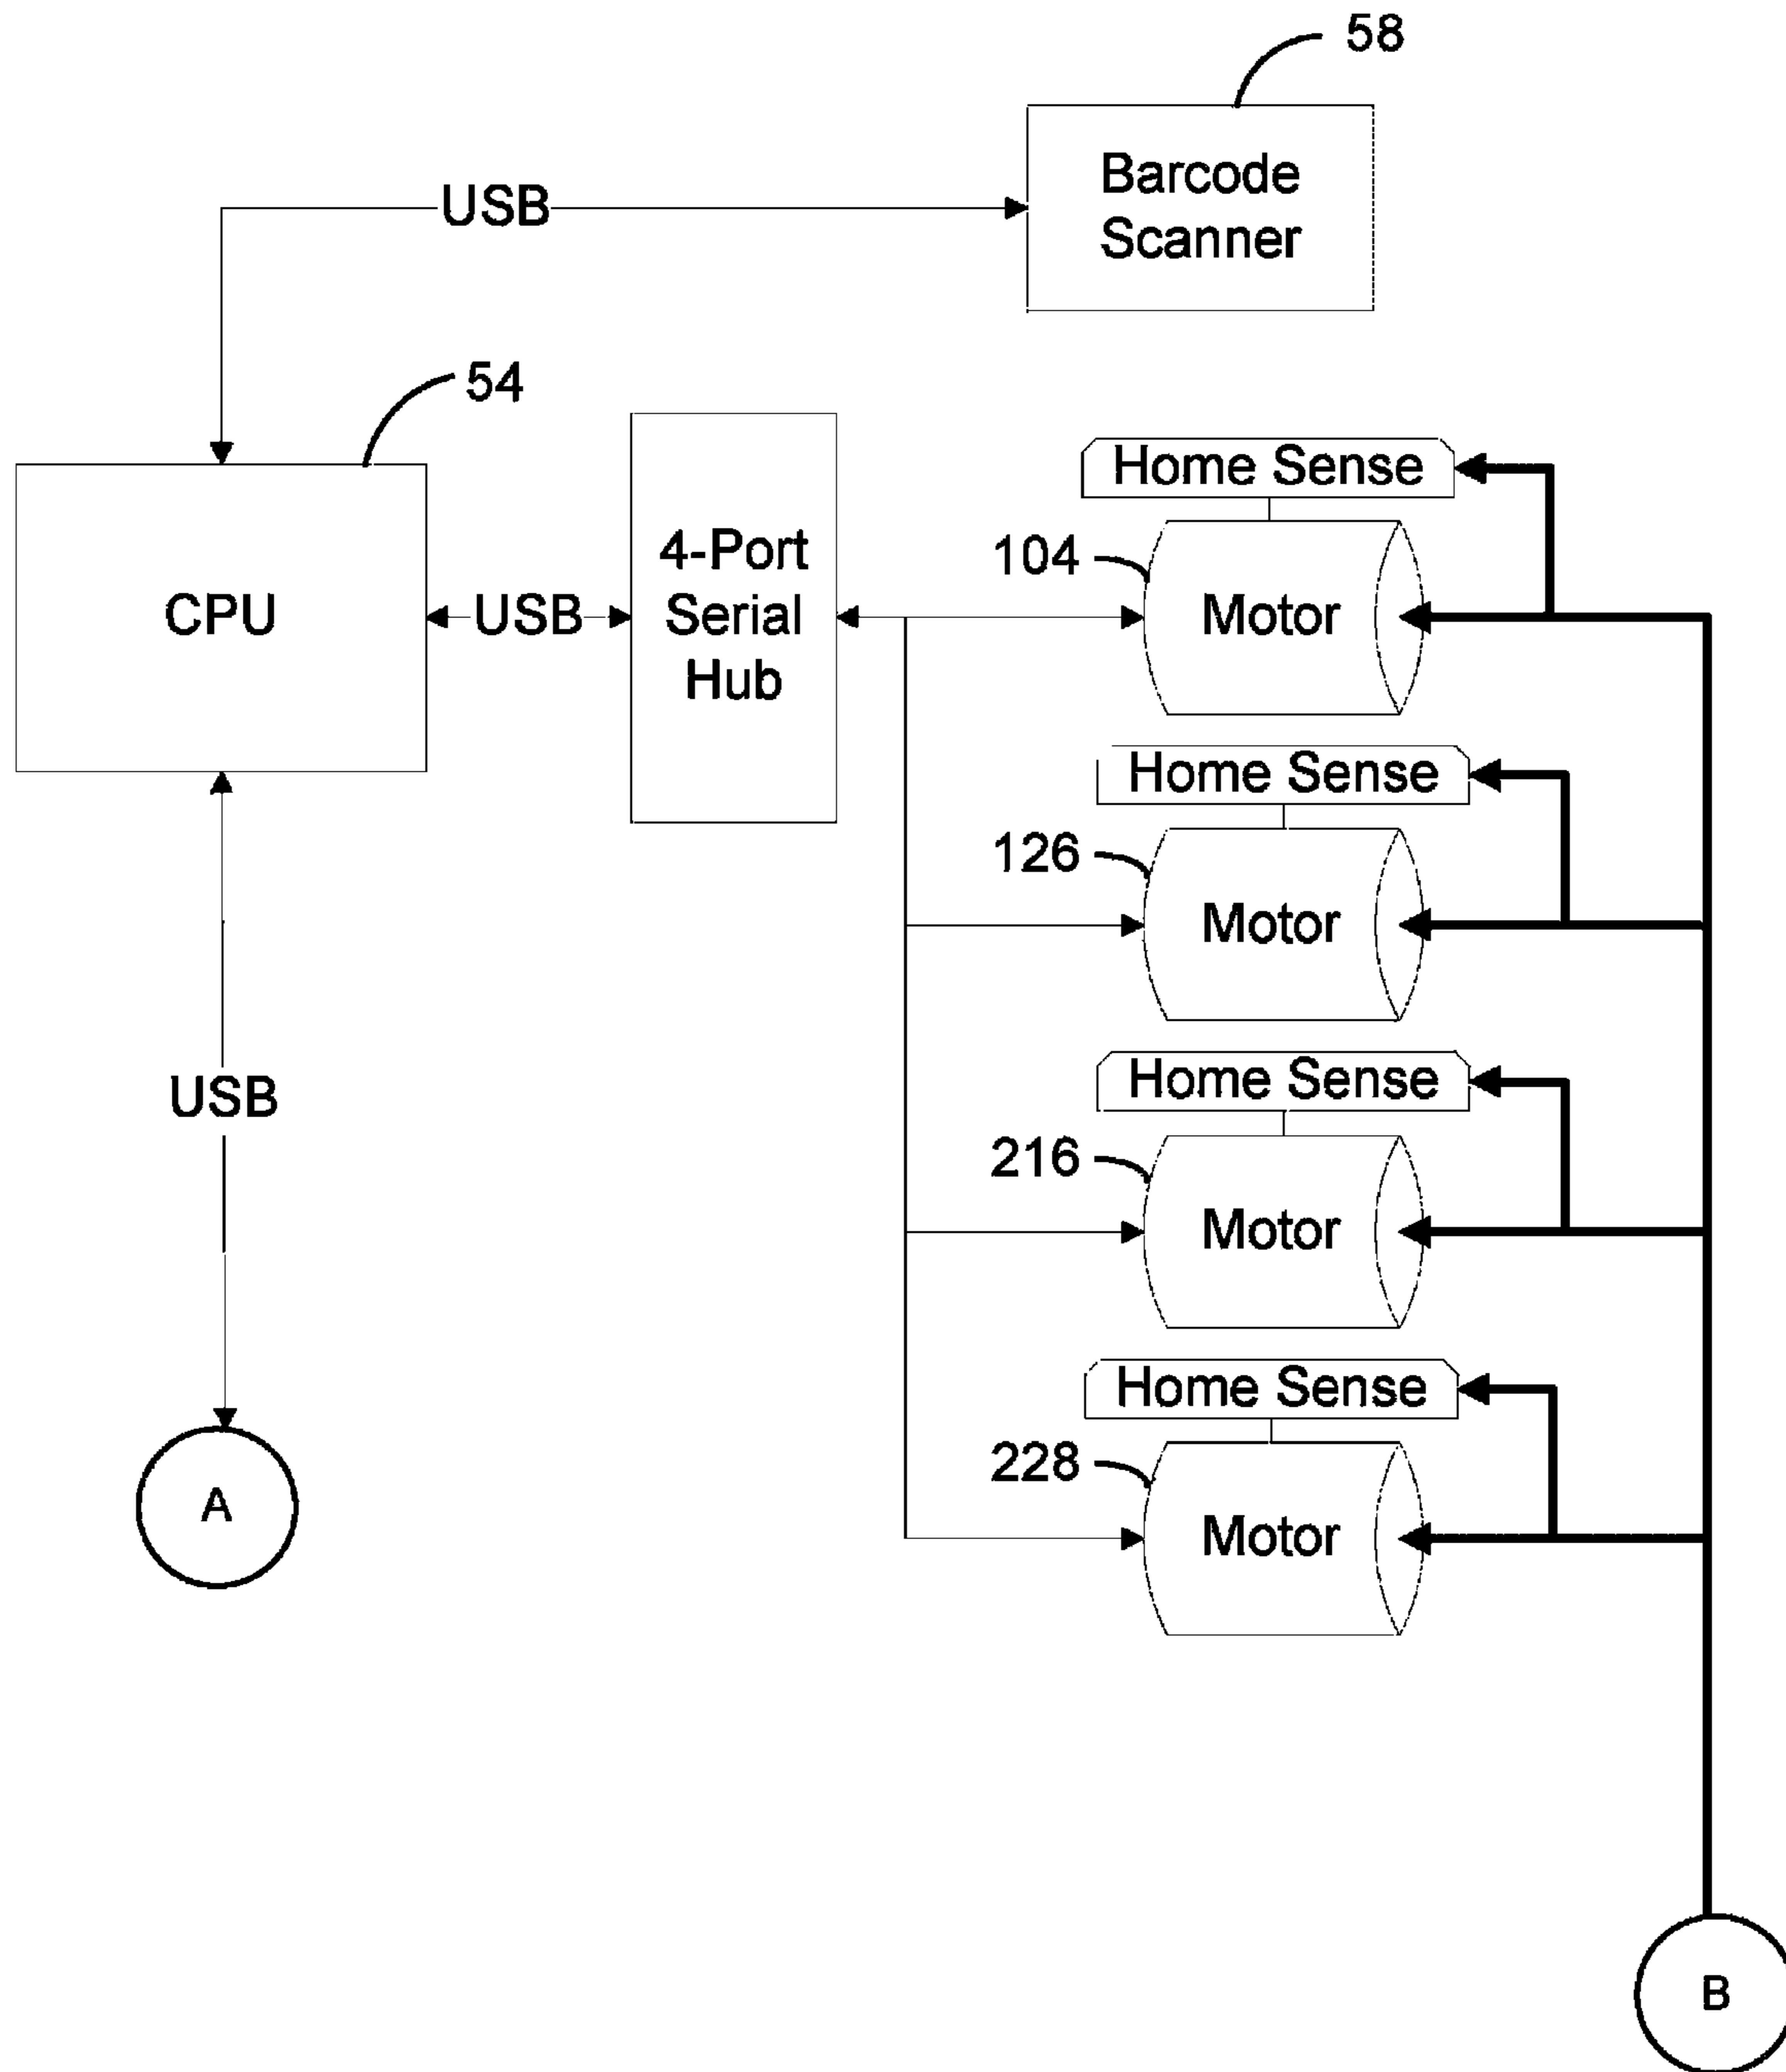 58
Barcode
Scanner
USB
54
CPU
USB
4-Port
Serial
Hub
Home Sense
104
Motor
Home Sense
126
Motor
Home Sense
216
Motor
Home Sense
228
Motor
USB
A
B